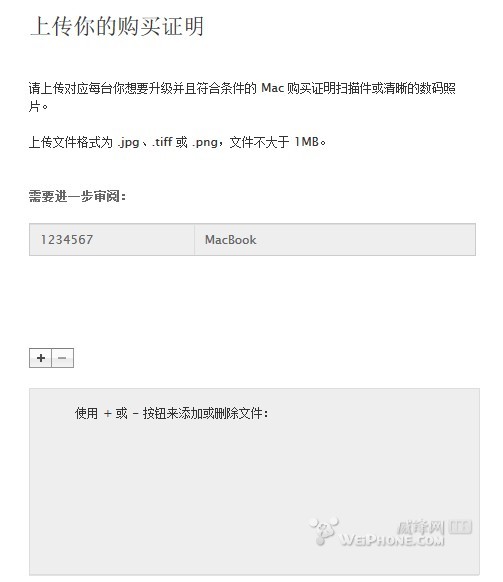 上传你的购买证明
请上传对应每台你想要升级并且符合条件的 Mac 购买证明扫描件或清晰的数码照
片。
上传文件格式为 .jpg、.tiff 或 .png，文件不大于 1MB。
需要进一步审阅：
1234567 MacBook
+ −
使用 + 或 - 按钮来添加或删除文件：
威锋网
WEIPHONE.COM